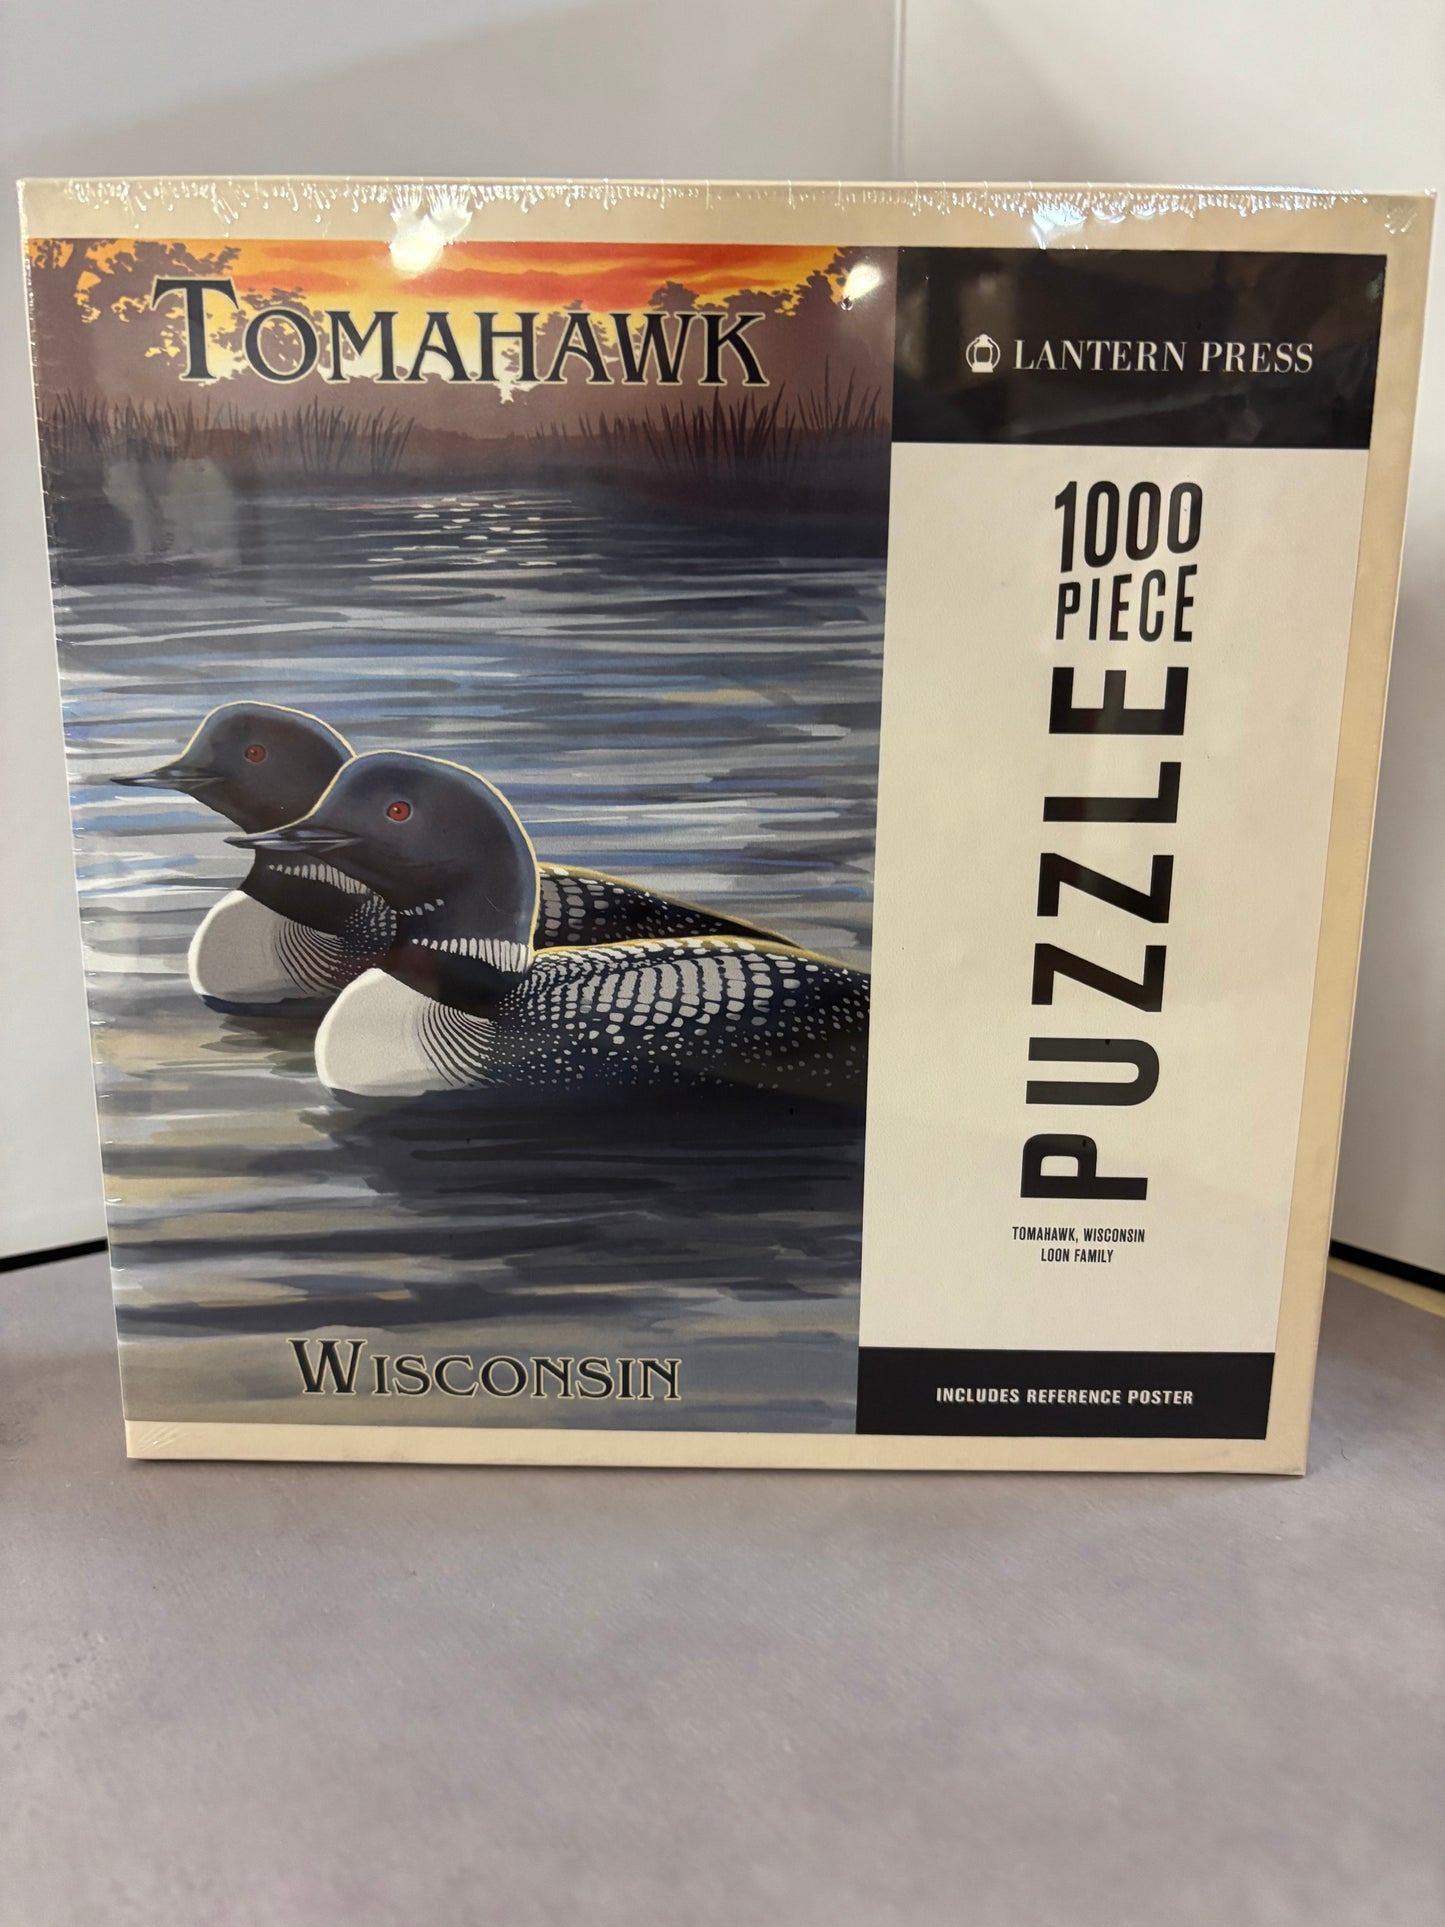 TOMAHAWK
WISCONSIN
LANTERN PRESS
1000
PIECE
PUZZLE
TOMAHAWK, WISCONSIN
LOON FAMILY
INCLUDES REFERENCE POSTER